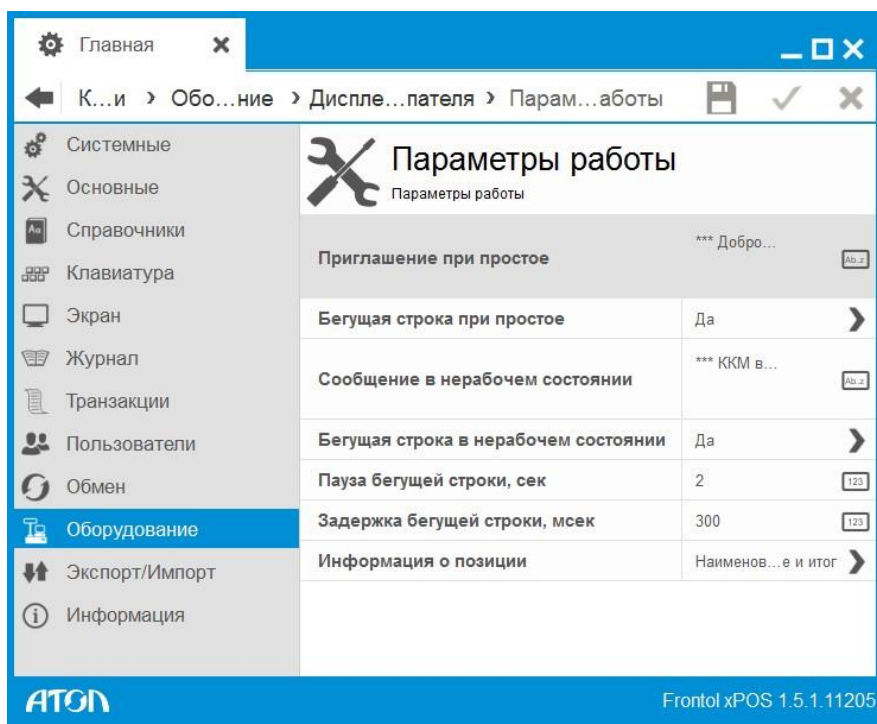 Главная
К...и › Обо...ние › Диспле...пателя › Парам...аботы
Системные
Основные
Справочники
Клавиатура
Экран
Журнал
Транзакции
Пользователи
Обмен
Оборудование
Экспорт/Импорт
Информация
Параметры работы
Параметры работы
Приглашение при простое *** Добро... Ab..z
Бегущая строка при простое Да
Сообщение в нерабочем состоянии *** ККМ в... Ab..z
Бегущая строка в нерабочем состоянии Да
Пауза бегущей строки, сек 2 123
Задержка бегущей строки, мсек 300 123
Информация о позиции Наименов...е и итог
АТОЛ Frontol xPOS 1.5.1.11205